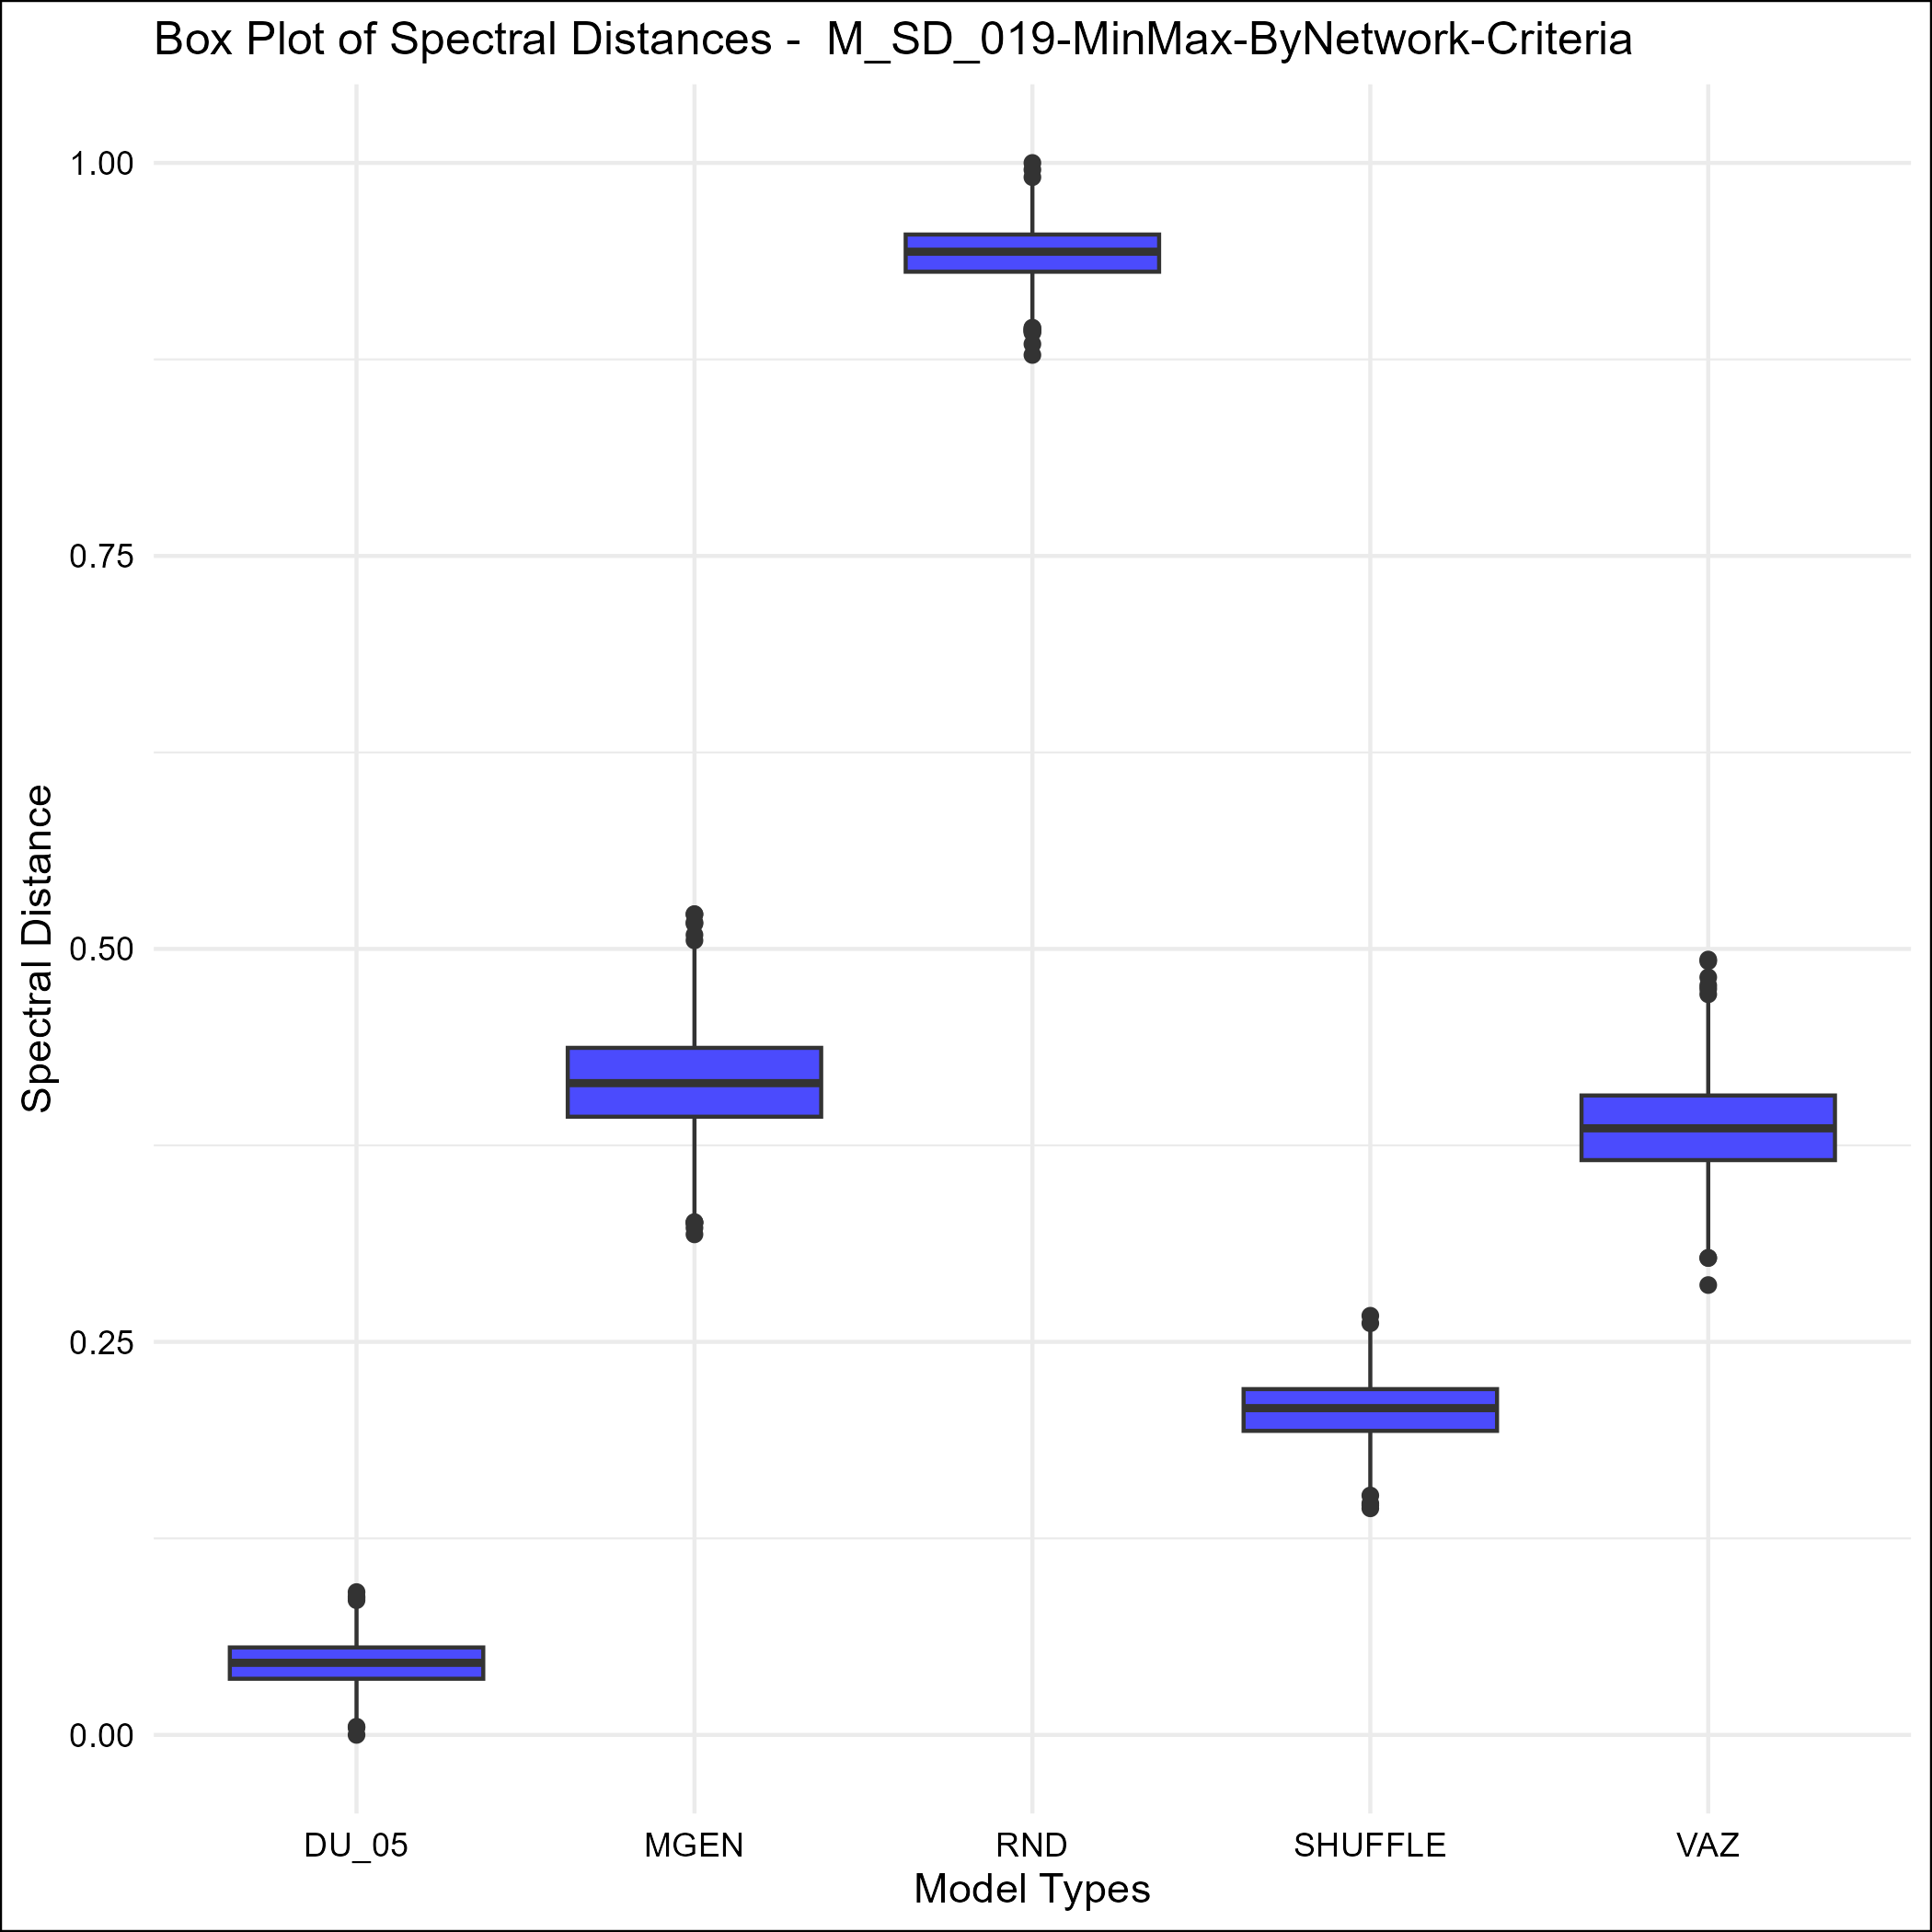 Box Plot of Spectral Distances -  M_SD_019-MinMax-ByNetwork-Criteria
Spectral Distance
1.00
0.75
0.50
0.25
0.00
DU_05 MGEN RND SHUFFLE VAZ
Model Types